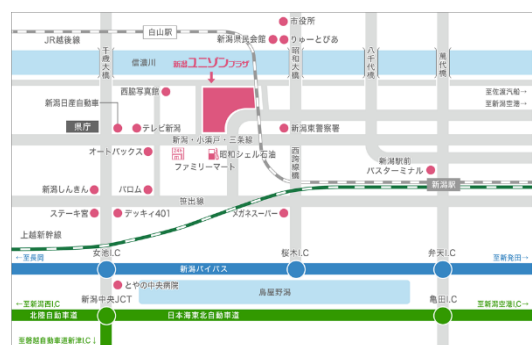 市役所
白山駅
JR越後線
新潟県民会館
りゅーとぴあ
千歳大橋
昭和大橋
八千代橋
萬代橋
信濃川
新潟ユニゾンプラザ
西脇写真館
至佐渡汽船→
至新潟空港→
新潟日産自動車
県庁
テレビ新潟
新潟東警察署
新潟・小須戸・三条線
オートバックス
ファミリーマート
昭和シェル石油
西跨線橋
新潟駅前
バスターミナル
新潟駅
新潟しんきん
バロム
笹出線
ステーキ宮
デッキィ401
メガネスーパー
上越新幹線
女池I.C
桜木I.C
弁天I.C
←至長岡
新潟バイパス
至新発田→
とやの中央病院
鳥屋野潟
新潟中央JCT
亀田I.C
←至新潟西I.C
至新潟空港I.C→
北陸自動車道
日本海東北自動車道
至磐越自動車道新津I.C↓